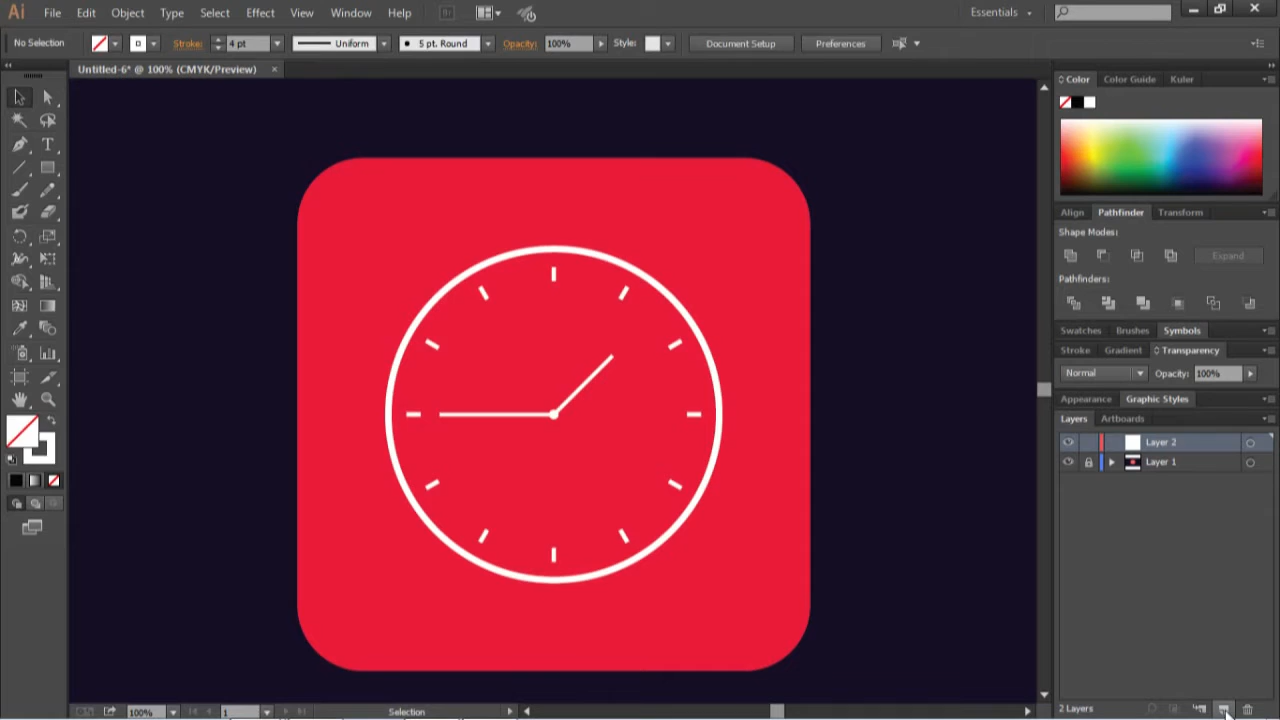 Ai File Edit Object Type Select Effect View Window Help Essentials
No Selection Stroke: 4 pt Uniform 5 pt. Round Opacity: 100% Style: Document Setup Preferences
Untitled-6* @ 100% (CMYK/Preview)
Color Color Guide Kuler
Align Pathfinder Transform
Shape Modes:
Expand
Pathfinders:
Swatches Brushes Symbols
Stroke Gradient Transparency
Normal Opacity: 100%
Appearance Graphic Styles
Layers Artboards
Layer 2
Layer 1
2 Layers
100% 1 Selection